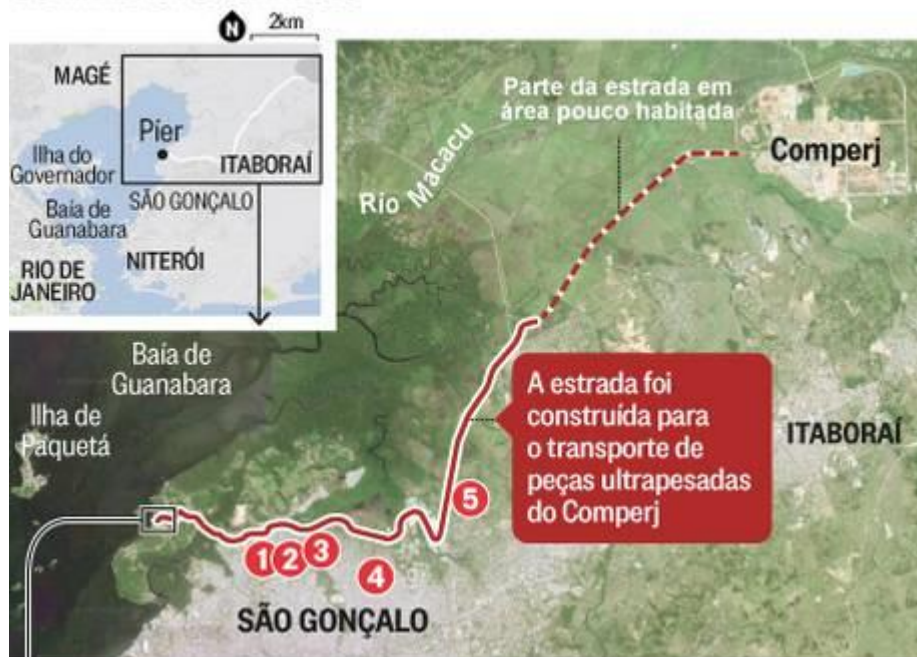 N
2km
MAGÉ
Píer
Ilha do
Governador
ITABORAÍ
Baía de
Guanabara
SÃO GONÇALO
RIO DE
JANEIRO
NITERÓI
Parte da estrada em
área pouco habitada
Comperj
Rio Macacu
Baía de
Guanabara
Ilha de
Paquetá
A estrada foi
construída para
o transporte de
peças ultrapesadas
do Comperj
ITABORAÍ
1
2
3
4
5
SÃO GONÇALO